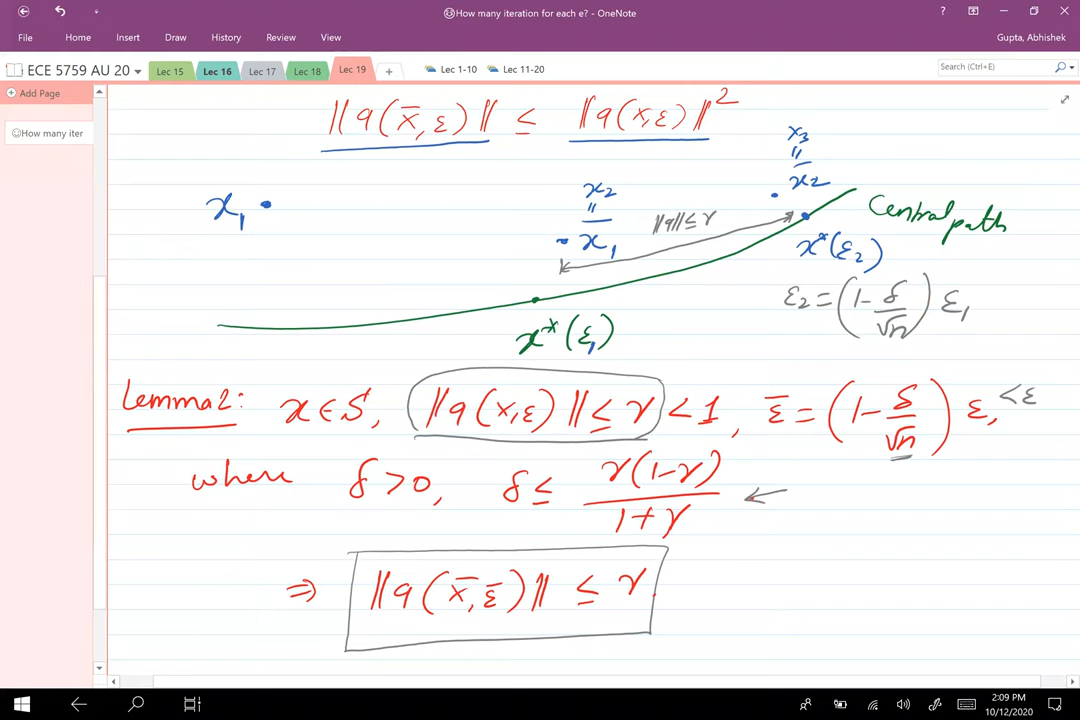 How many iteration for each e? - OneNote
File Home Insert Draw History Review View
Gupta, Abhishek
ECE 5759 AU 20 Lec 15 Lec 16 Lec 17 Lec 18 Lec 19 Lec 1-10 Lec 11-20
Search (Ctrl+E)
Add Page
How many iter
‖q(x̄,ε)‖ ≤ ‖q(x,ε)‖²
x₃
=
x̄₂
x₁
x₂
=
x̄₁
‖q‖≤γ
Central path
x*(ε₂)
ε₂ = (1-δ/√n) ε₁
x*(ε₁)
Lemma2: x∈S, ‖q(x,ε)‖≤γ<1, ε̄ = (1-δ/√n) ε, <ε
where δ>0, δ≤ γ(1-γ)/1+γ
⇒ ‖q(x̄,ε̄)‖ ≤ γ.
2:09 PM
10/12/2020